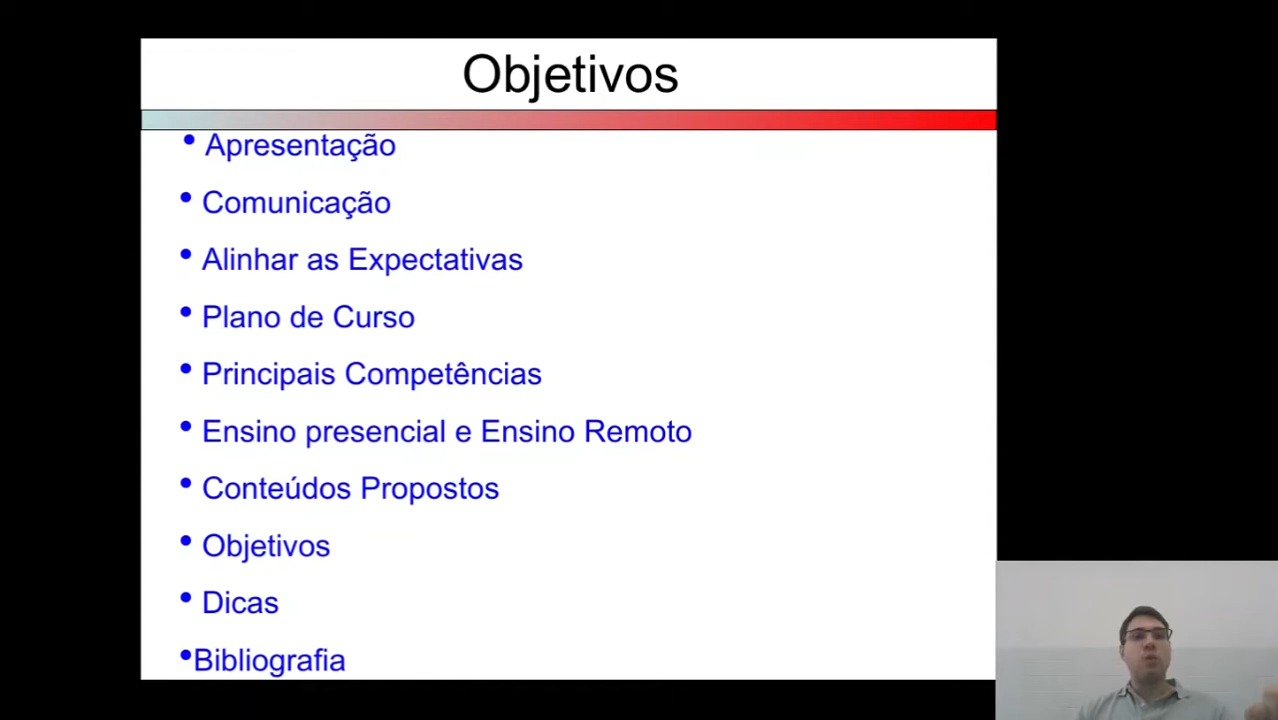 Objetivos
• Apresentação
• Comunicação
• Alinhar as Expectativas
• Plano de Curso
• Principais Competências
• Ensino presencial e Ensino Remoto
• Conteúdos Propostos
• Objetivos
• Dicas
•Bibliografia